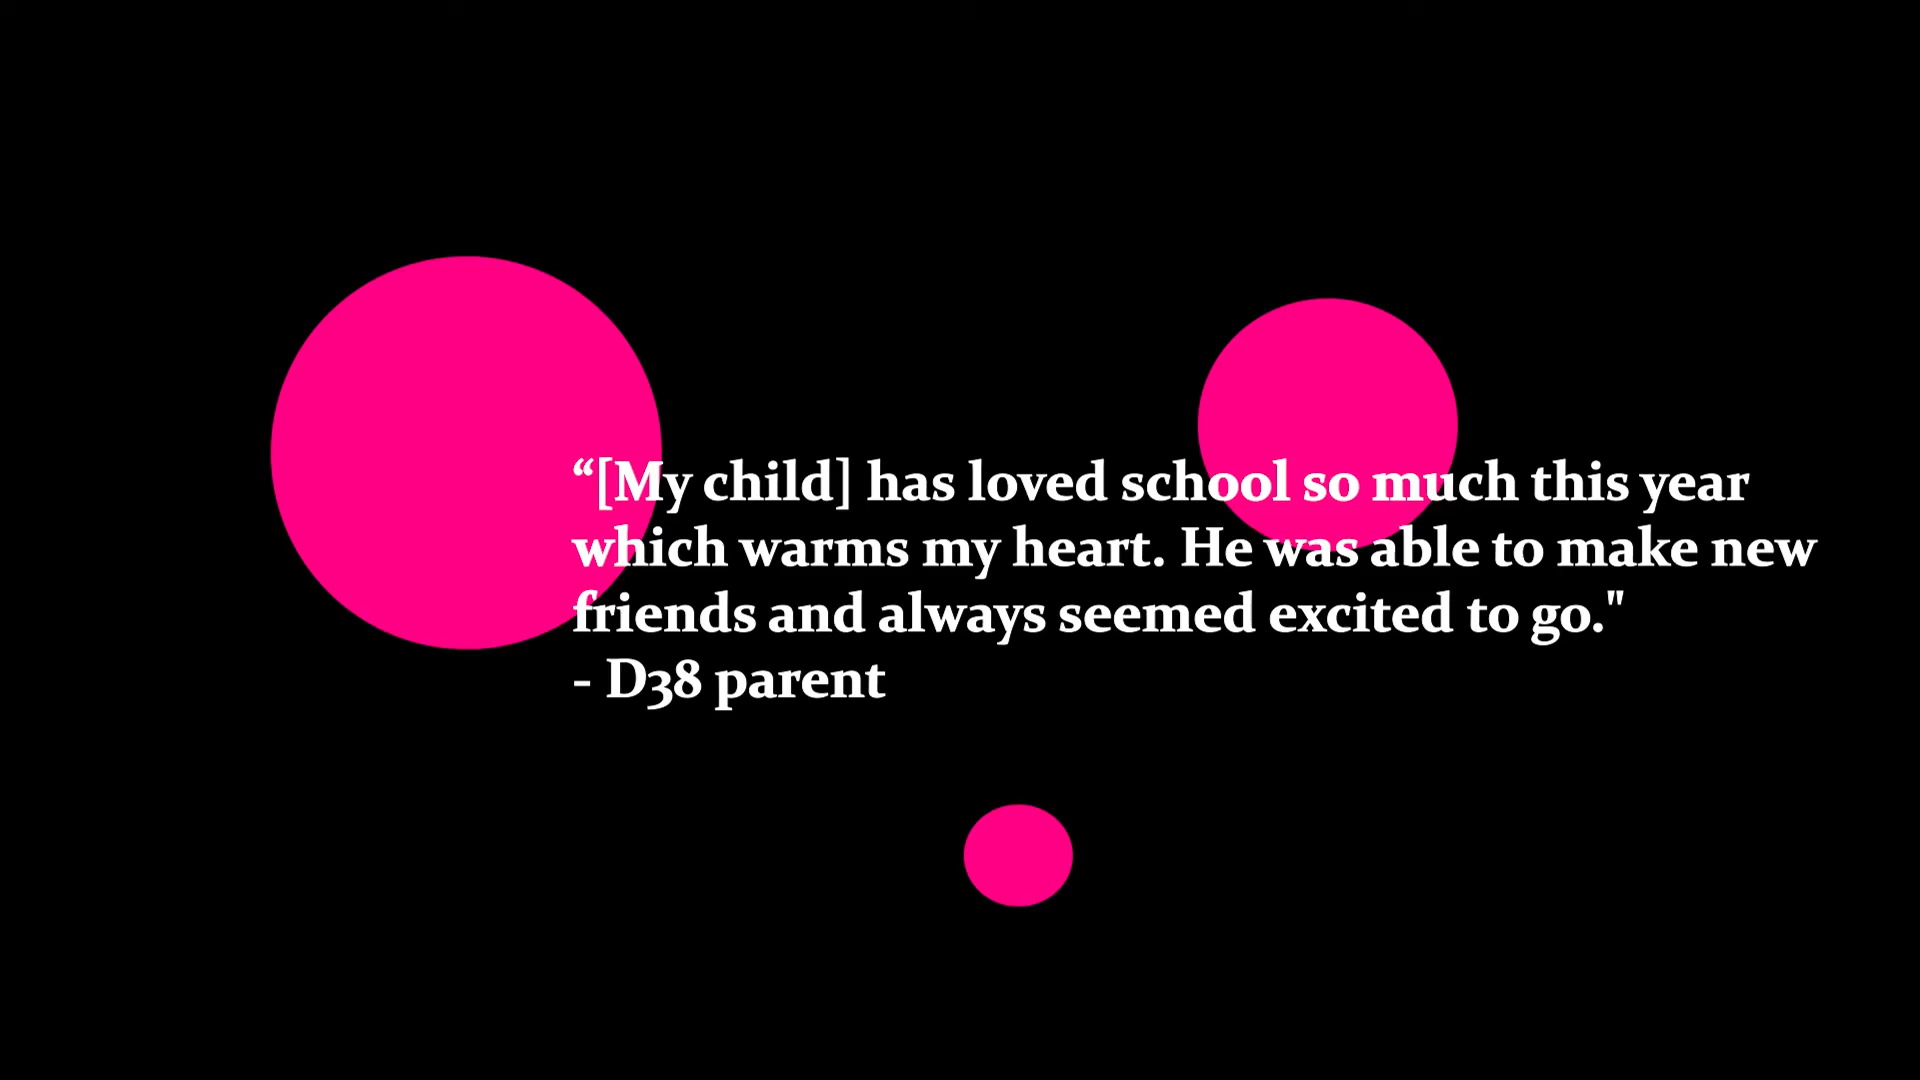 “[My child] has loved school so much this year
which warms my heart. He was able to make new
friends and always seemed excited to go."
- D38 parent